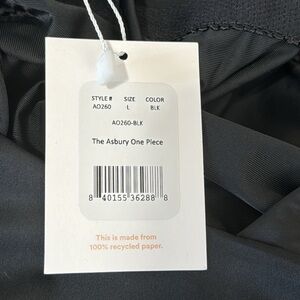 STYLE # SIZE COLOR
AO260 L BLK
AO260-BLK
The Asbury One Piece
8 40155 36288 8
This is made from
100% recycled paper.